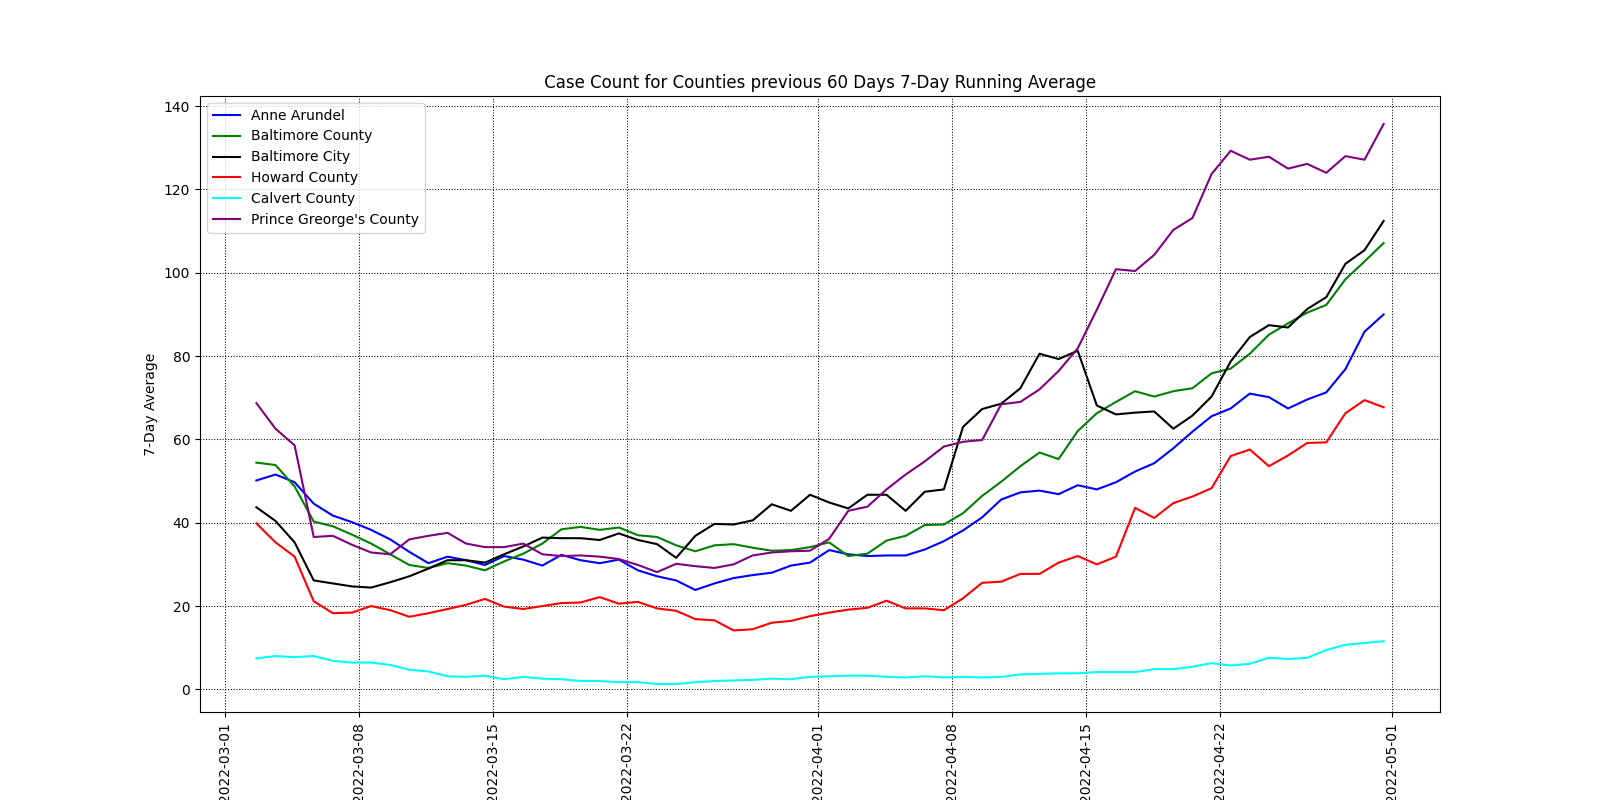 Case Count for Counties previous 60 Days 7-Day Running Average
140
120
100
80
60
40
20
0
7-Day Average
Anne Arundel
Baltimore County
Baltimore City
Howard County
Calvert County
Prince Greorge's County
2022-03-01
2022-03-08
2022-03-15
2022-03-22
2022-04-01
2022-04-08
2022-04-15
2022-04-22
2022-05-01